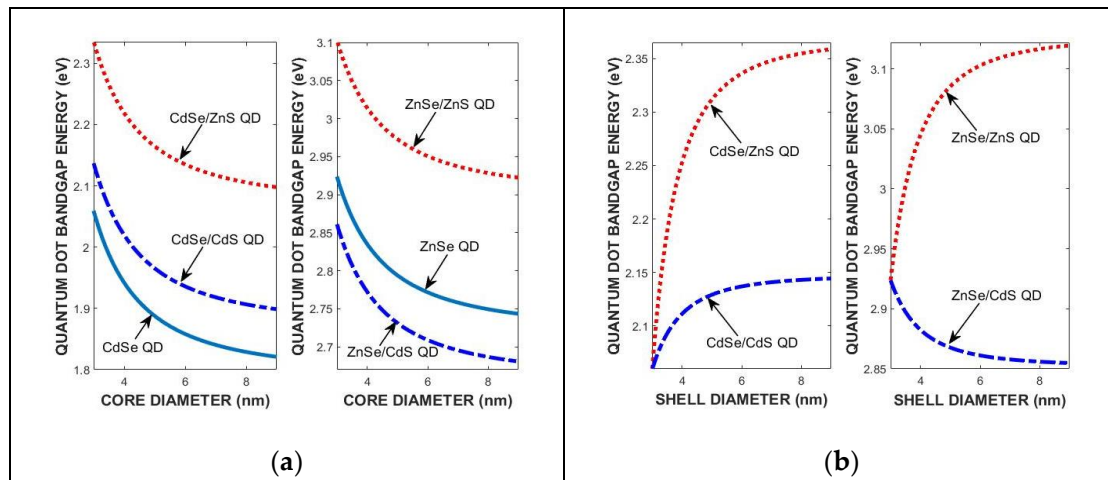 QUANTUM DOT BANDGAP ENERGY (eV)
2.3
2.2
2.1
2
1.9
1.8
CdSe/ZnS QD
CdSe/CdS QD
CdSe QD
4 6 8
CORE DIAMETER (nm)
QUANTUM DOT BANDGAP ENERGY (eV)
3.1
3.05
3
2.95
2.9
2.85
2.8
2.75
2.7
ZnSe/ZnS QD
ZnSe QD
ZnSe/CdS QD
4 6 8
CORE DIAMETER (nm)
(a)
QUANTUM DOT BANDGAP ENERGY (eV)
2.35
2.3
2.25
2.2
2.15
2.1
CdSe/ZnS QD
CdSe/CdS QD
4 6 8
SHELL DIAMETER (nm)
QUANTUM DOT BANDGAP ENERGY (eV)
3.1
3.05
3
2.95
2.9
2.85
ZnSe/ZnS QD
ZnSe/CdS QD
4 6 8
SHELL DIAMETER (nm)
(b)